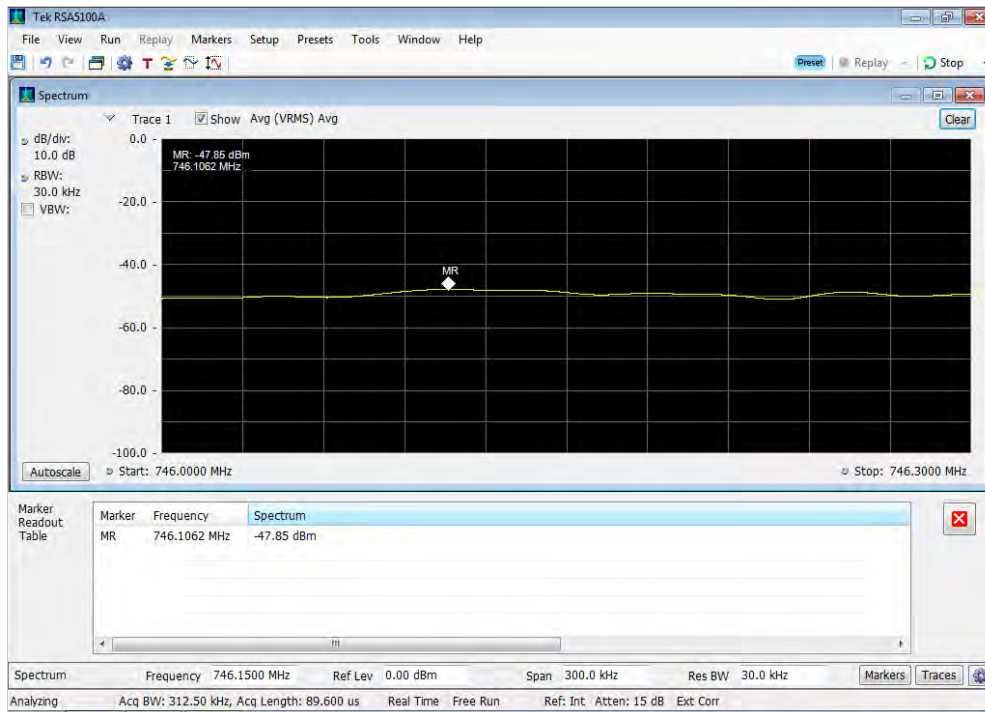 Tek RSA5100A
File View Run Replay Markers Setup Presets Tools Window Help
T Preset Replay Stop
Spectrum
Trace 1 Show Avg (VRMS) Avg Clear
dB/div: 0.0
10.0 dB MR: -47.85 dBm
746.1062 MHz
RBW:
30.0 kHz
VBW: -20.0
-40.0
MR
-60.0
-80.0
-100.0
Autoscale Start: 746.0000 MHz Stop: 746.3000 MHz
Marker Readout Table
Marker Frequency Spectrum
MR 746.1062 MHz -47.85 dBm
Spectrum Frequency 746.1500 MHz Ref Lev 0.00 dBm Span 300.0 kHz Res BW 30.0 kHz Markers Traces
Analyzing Acq BW: 312.50 kHz, Acq Length: 89.600 us Real Time Free Run Ref: Int Atten: 15 dB Ext Corr